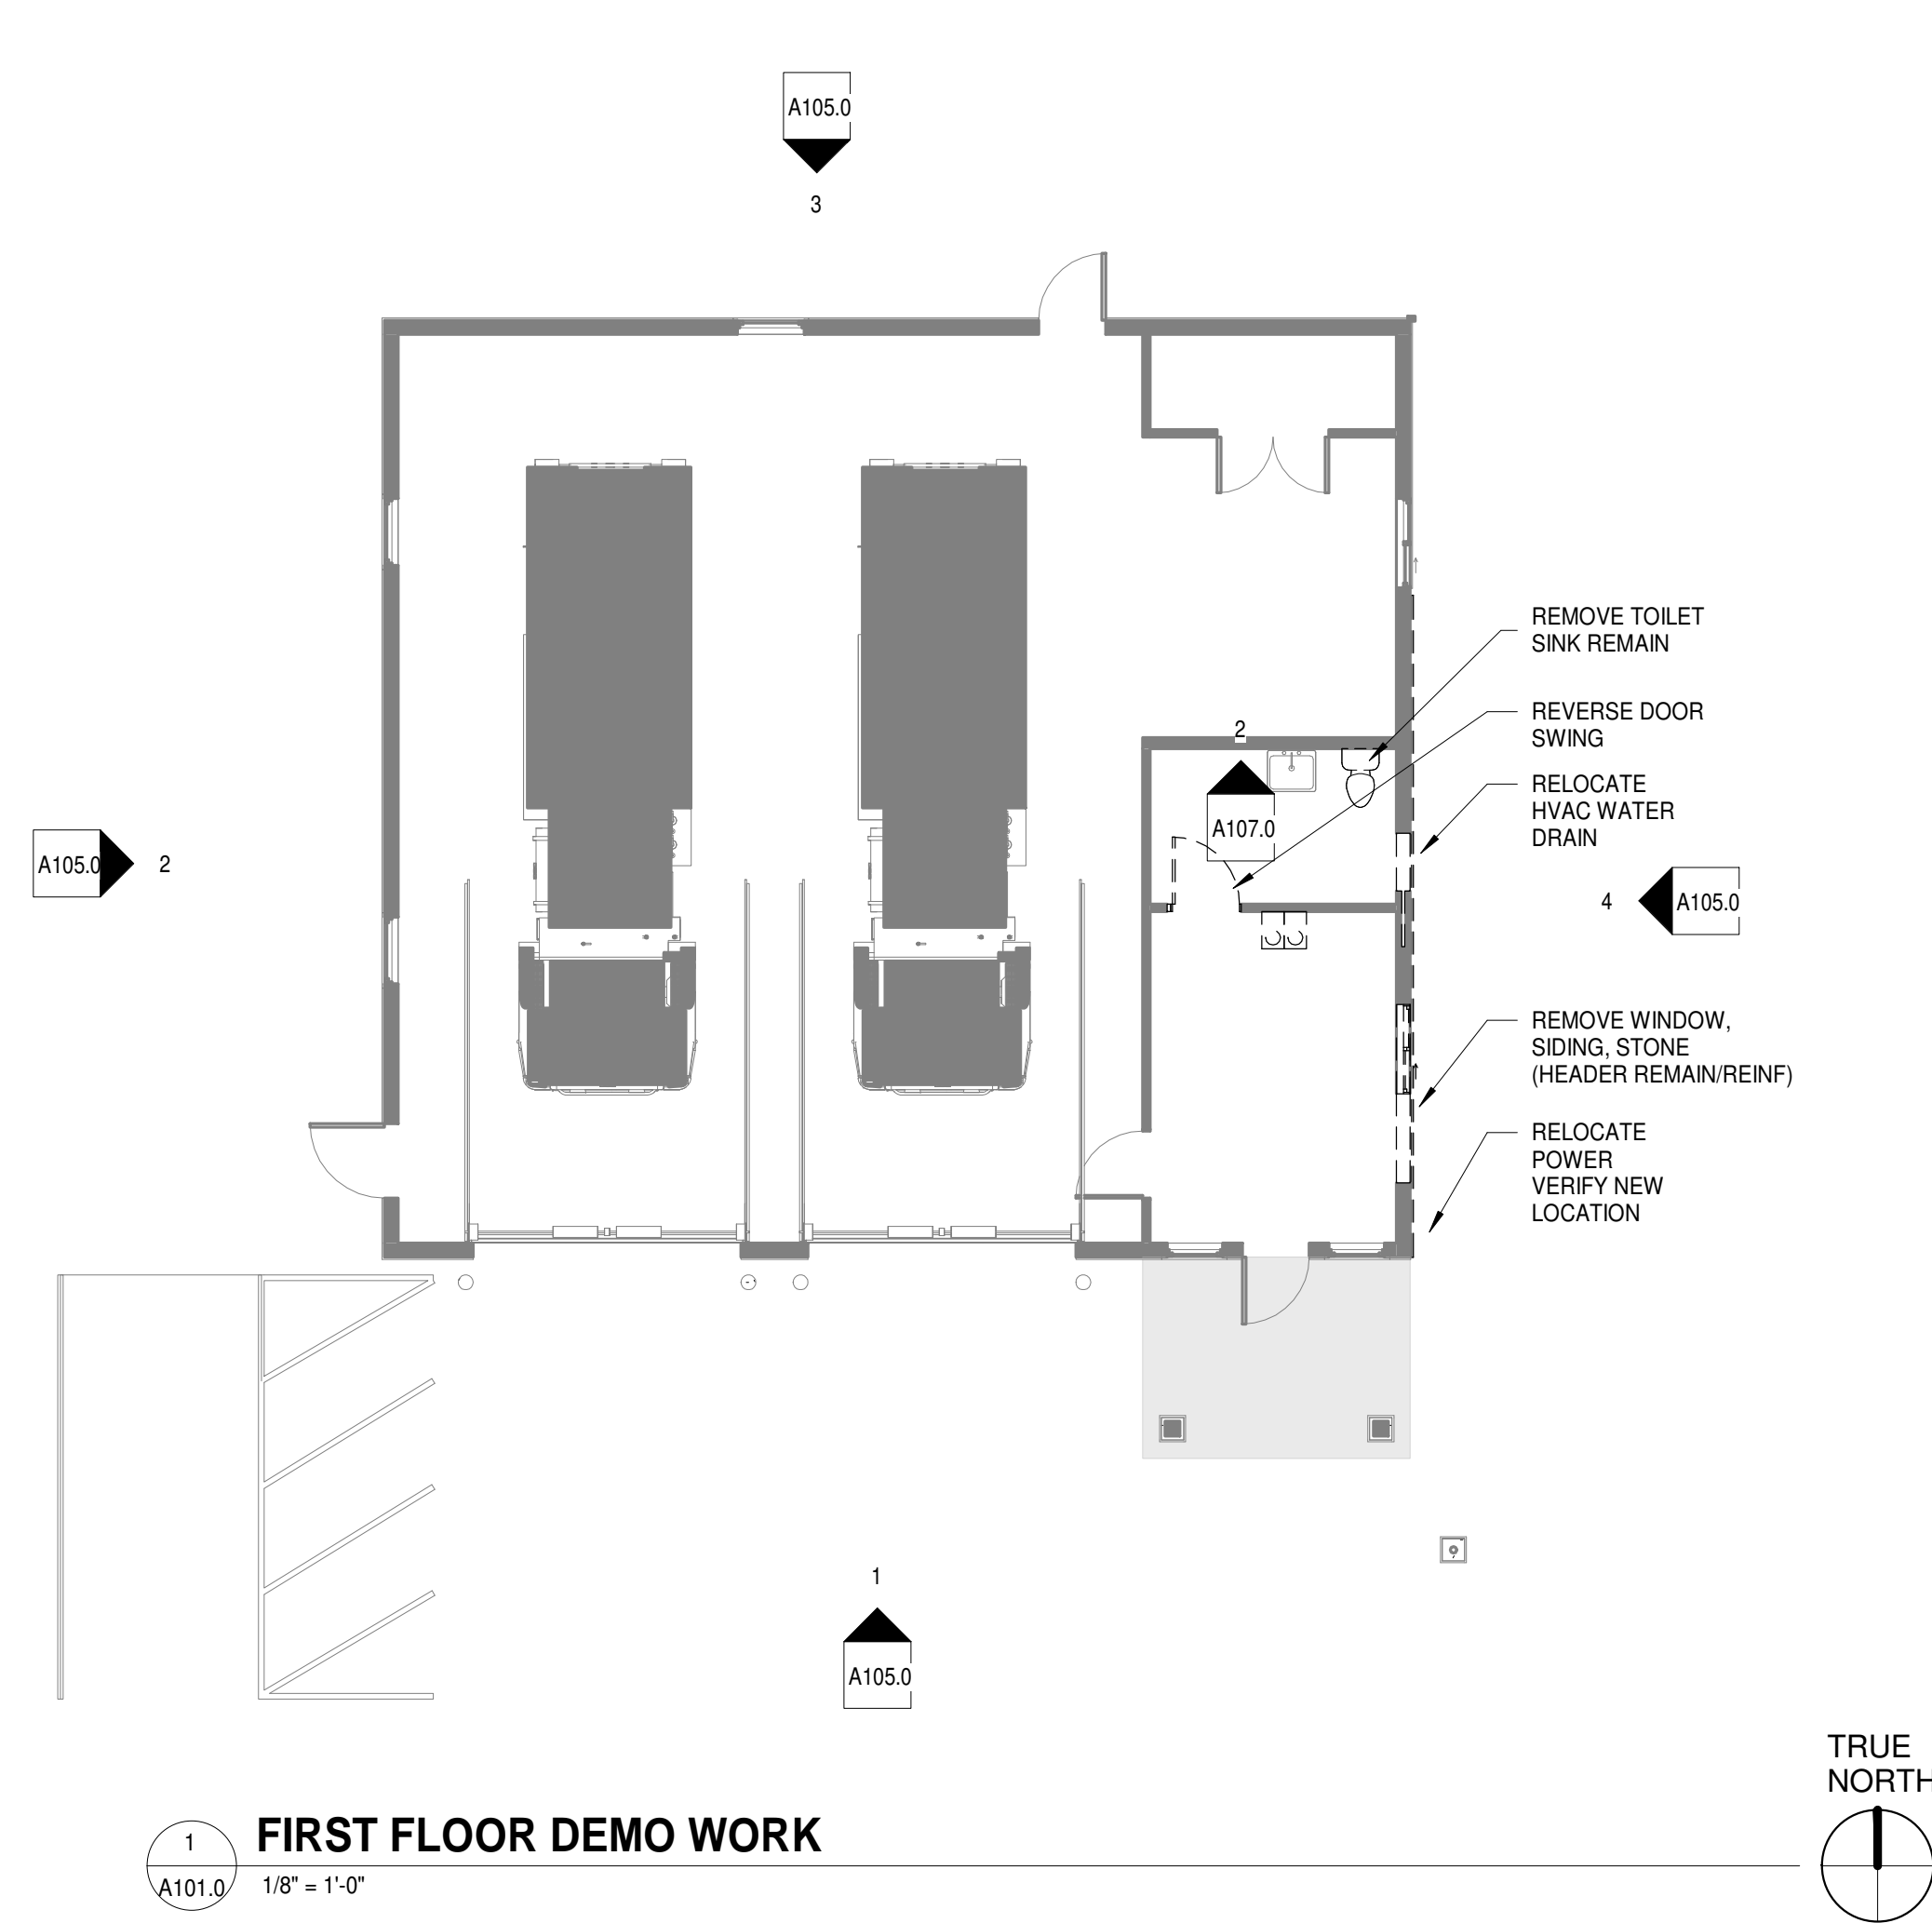 A105.0
3
REMOVE TOILET
SINK REMAIN
REVERSE DOOR
SWING
2
RELOCATE
HVAC WATER
DRAIN
A107.0
A105.0
2
4
A105.0
REMOVE WINDOW,
SIDING, STONE
(HEADER REMAIN/REINF)
RELOCATE
POWER
VERIFY NEW
LOCATION
1
A105.0
TRUE
NORTH
1
FIRST FLOOR DEMO WORK
A101.0
1/8" = 1'-0"